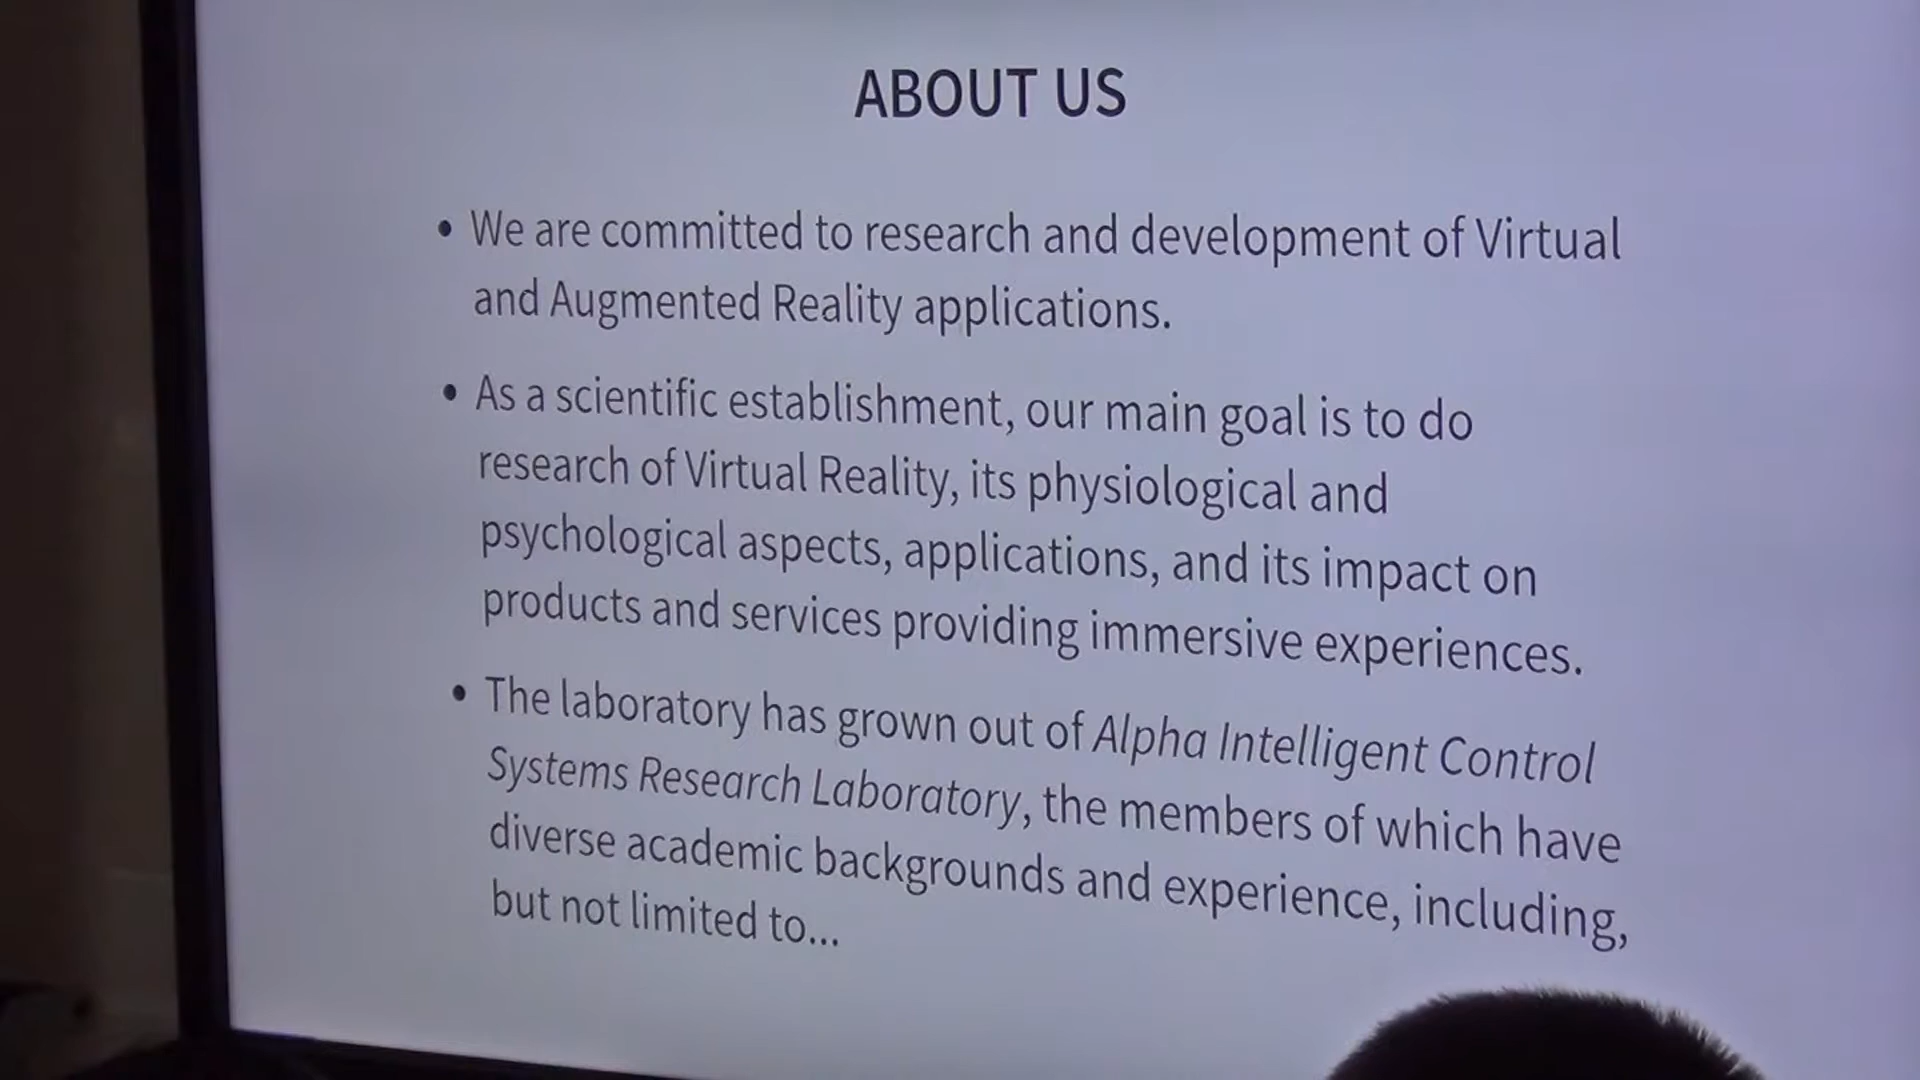 ABOUT US
• We are committed to research and development of Virtual
and Augmented Reality applications.
• As a scientific establishment, our main goal is to do
research of Virtual Reality, its physiological and
psychological aspects, applications, and its impact on
products and services providing immersive experiences.
• The laboratory has grown out of Alpha Intelligent Control
Systems Research Laboratory, the members of which have
diverse academic backgrounds and experience, including,
but not limited to...